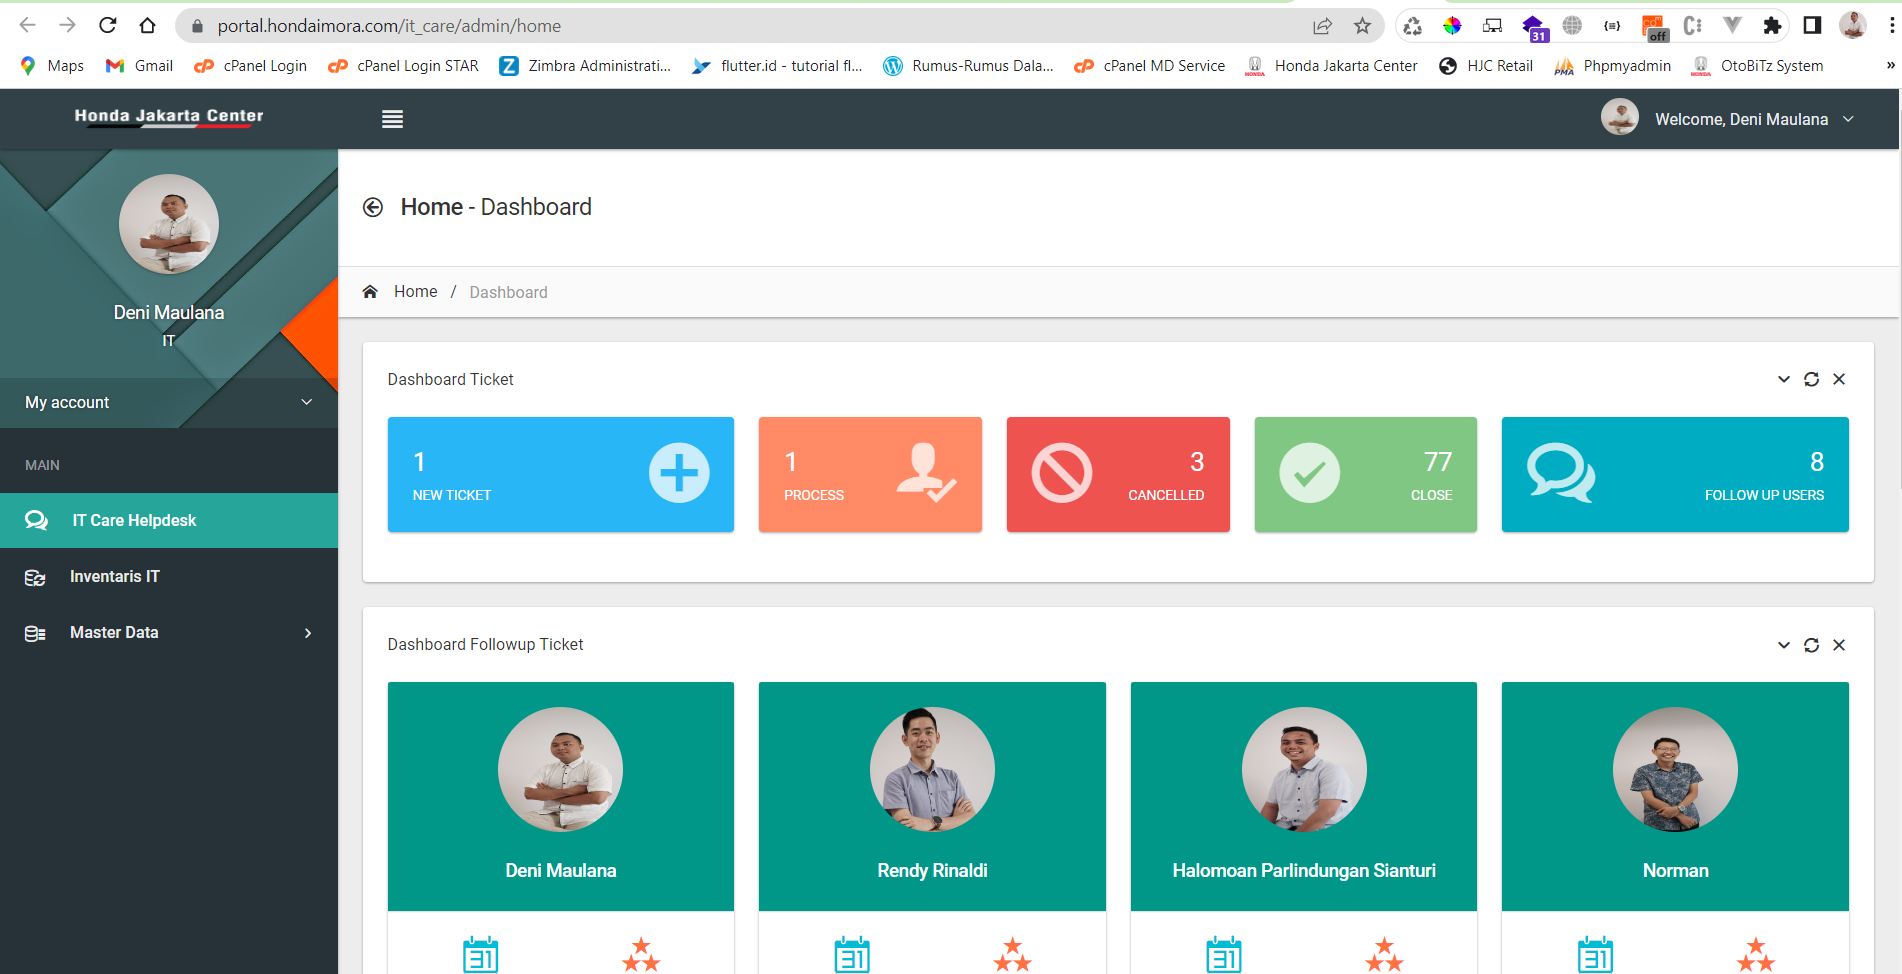 portal.hondaimora.com/it_care/admin/home
31
off
Maps
Gmail
cPanel Login
cPanel Login STAR
Zimbra Administrati...
flutter.id - tutorial fl...
Rumus-Rumus Dala...
cPanel MD Service
Honda Jakarta Center
HJC Retail
Phpmyadmin
OtoBiTz System
»
Honda Jakarta Center
Welcome, Deni Maulana
Deni Maulana
IT
My account
MAIN
IT Care Helpdesk
Inventaris IT
Master Data
Home - Dashboard
Home / Dashboard
Dashboard Ticket
1
NEW TICKET
1
PROCESS
3
CANCELLED
77
CLOSE
8
FOLLOW UP USERS
Dashboard Followup Ticket
Deni Maulana
Rendy Rinaldi
Halomoan Parlindungan Sianturi
Norman
31
31
31
31